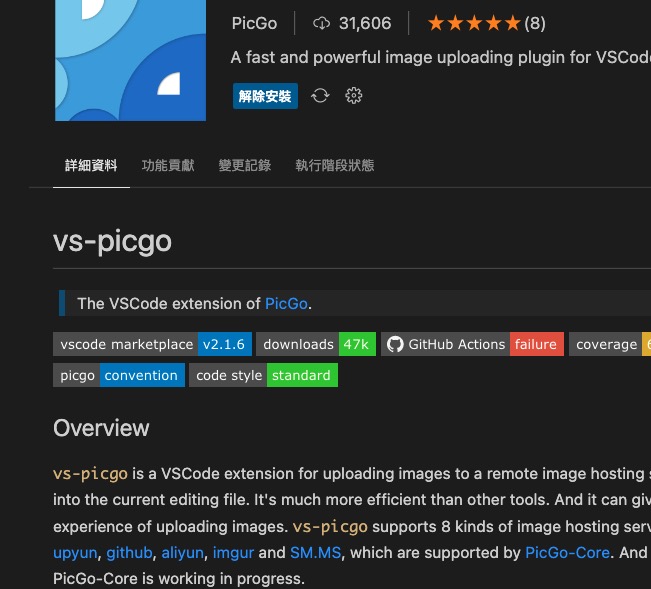 PicGo 31,606 (8)
A fast and powerful image uploading plugin for VSCod
解除安裝
詳細資料 功能貢獻 變更記錄 執行階段狀態
vs-picgo
The VSCode extension of PicGo.
vscode marketplace v2.1.6 downloads 47k GitHub Actions failure coverage 6
picgo convention code style standard
Overview
vs-picgo is a VSCode extension for uploading images to a remote image hosting s
into the current editing file. It's much more efficient than other tools. And it can giv
experience of uploading images. vs-picgo supports 8 kinds of image hosting serv
upyun, github, aliyun, imgur and SM.MS, which are supported by PicGo-Core. And
PicGo-Core is working in progress.